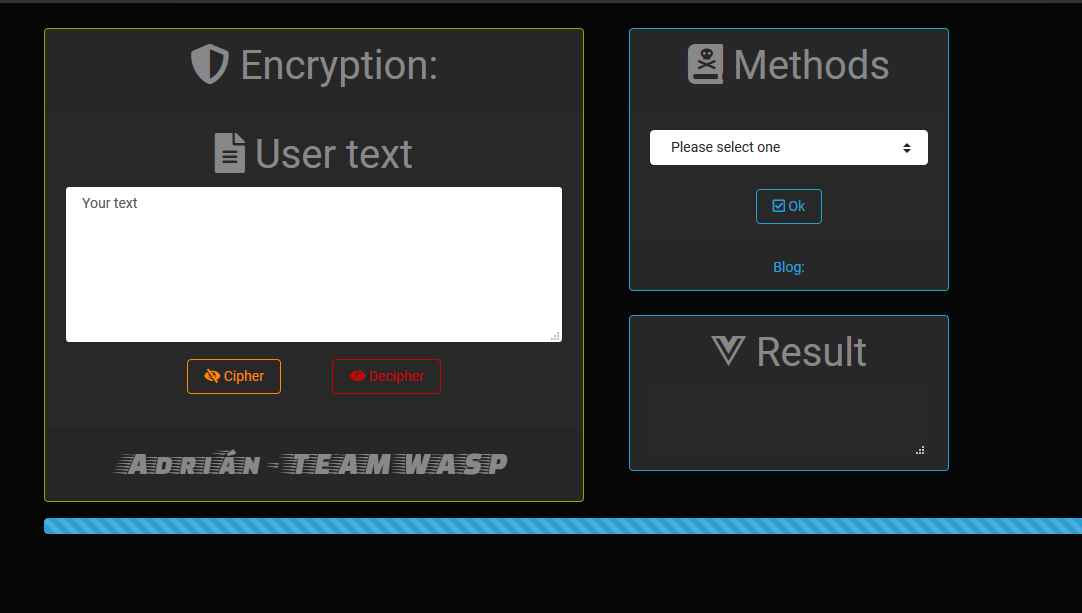 Encryption:
User text
Your text
Cipher
Decipher
ADRIÁN - TEAM WASP
Methods
Please select one
Ok
Blog:
Result